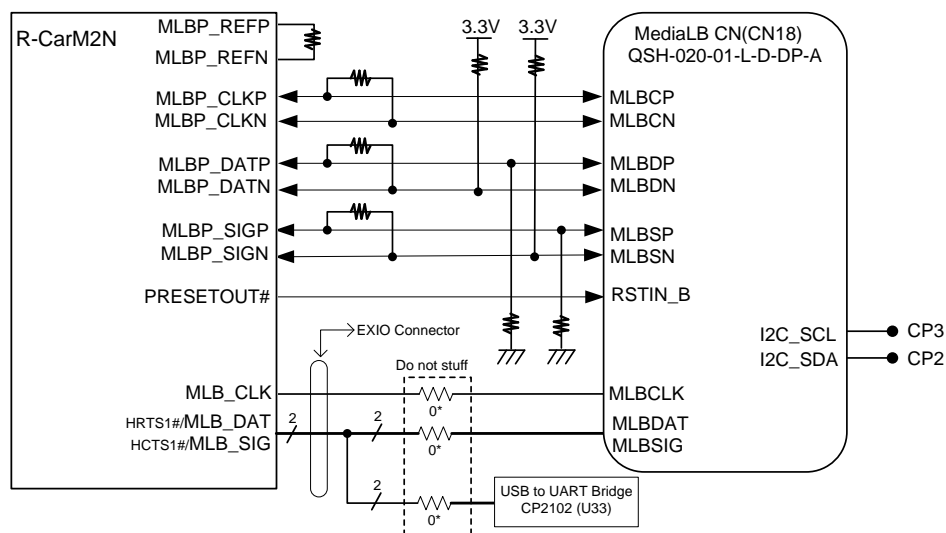 R-CarM2N
MLBP_REFP
MLBP_REFN
MLBP_CLKP
MLBP_CLKN
MLBP_DATP
MLBP_DATN
MLBP_SIGP
MLBP_SIGN
PRESETOUT#
MLB_CLK
HRTS1#/MLB_DAT
HCTS1#/MLB_SIG
3.3V
3.3V
EXIO Connector
Do not stuff
2
2
2
0*
0*
0*
MediaLB CN(CN18)
QSH-020-01-L-D-DP-A
MLBCP
MLBCN
MLBDP
MLBDN
MLBSP
MLBSN
RSTIN_B
I2C_SCL
I2C_SDA
CP3
CP2
MLBCLK
MLBDAT
MLBSIG
USB to UART Bridge
CP2102 (U33)